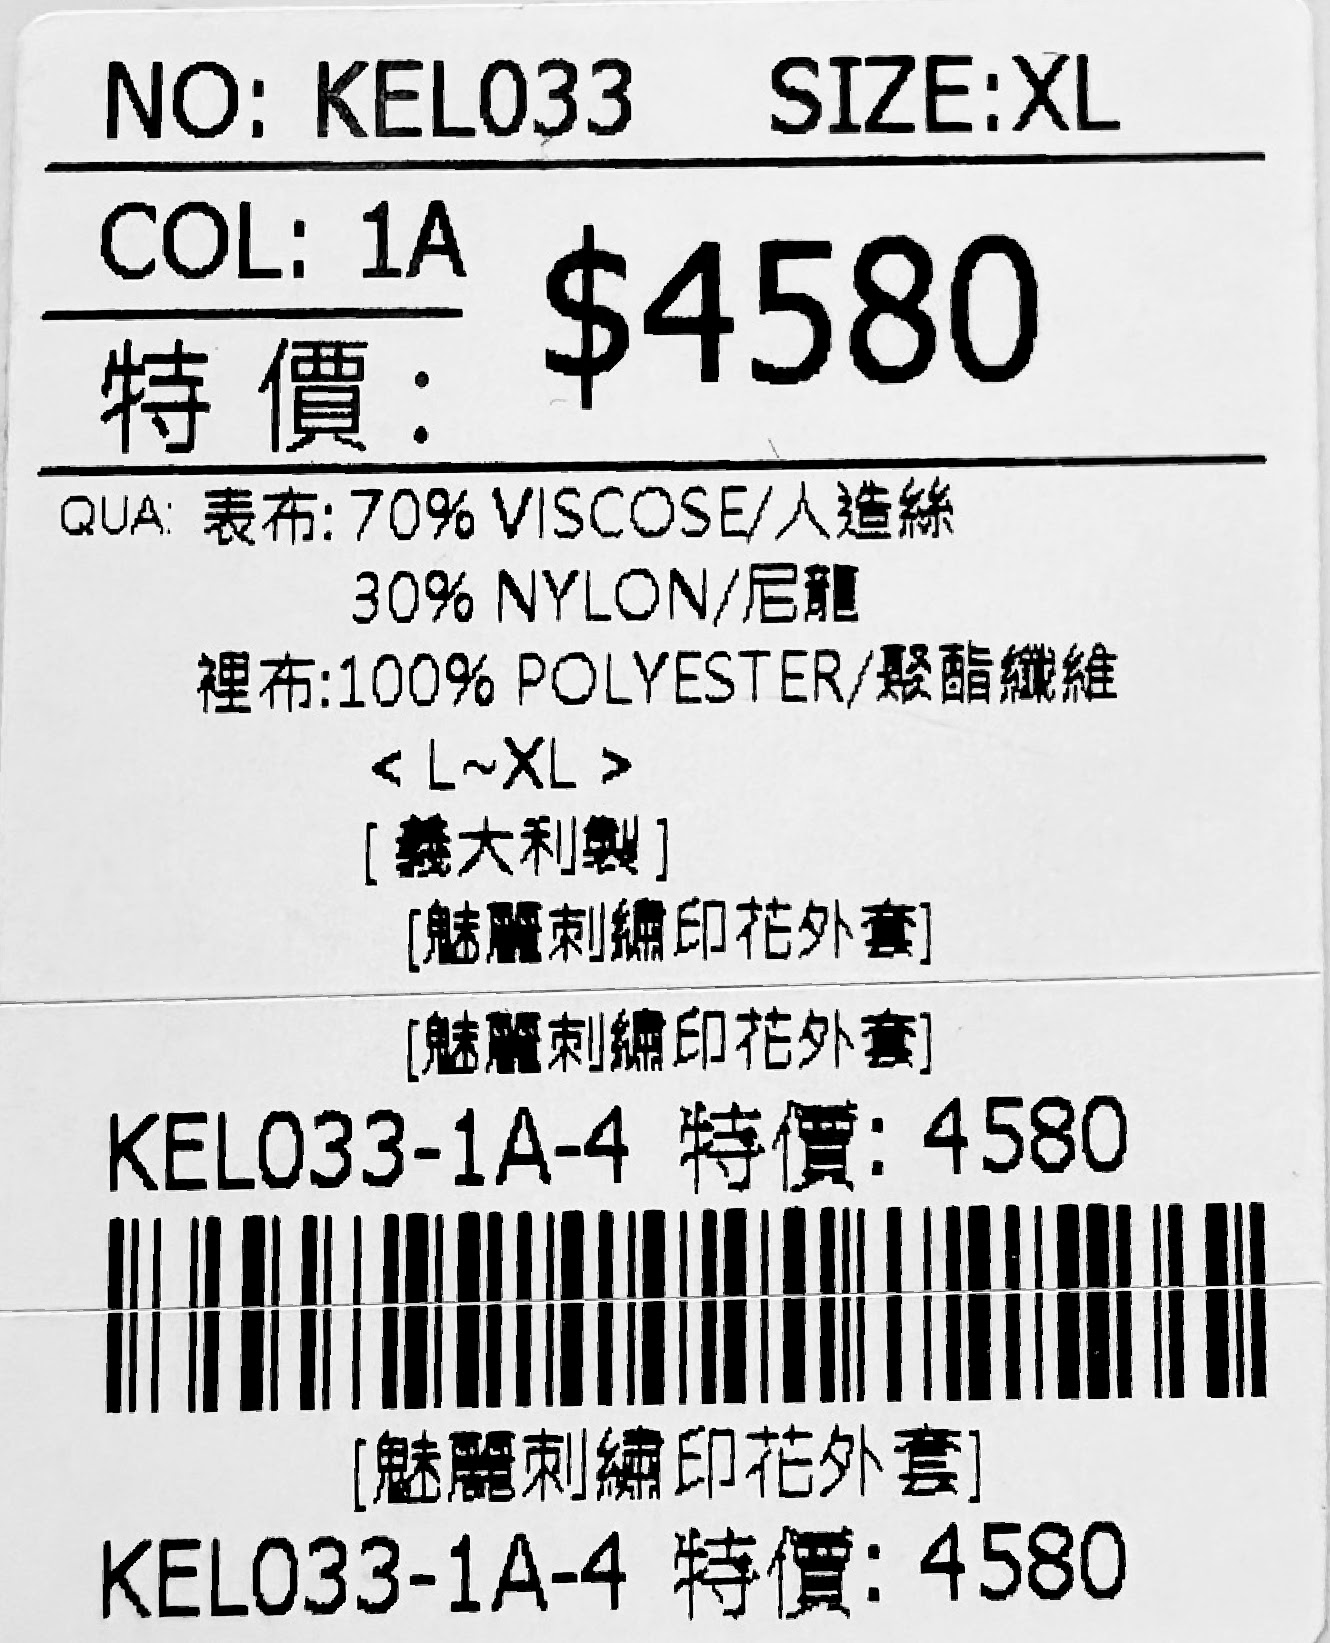 NO: KEL033 SIZE:XL
COL: 1A
$4580
特價:
QUA: 表布: 70% VISCOSE/人造絲
30% NYLON/尼龍
裡布:100% POLYESTER/聚酯纖維
< L~XL >
[ 義大利製 ]
[魅麗刺繡印花外套]
[魅麗刺繡印花外套]
KEL033-1A-4 特價: 4580
[魅麗刺繡印花外套]
KEL033-1A-4 特價: 4580